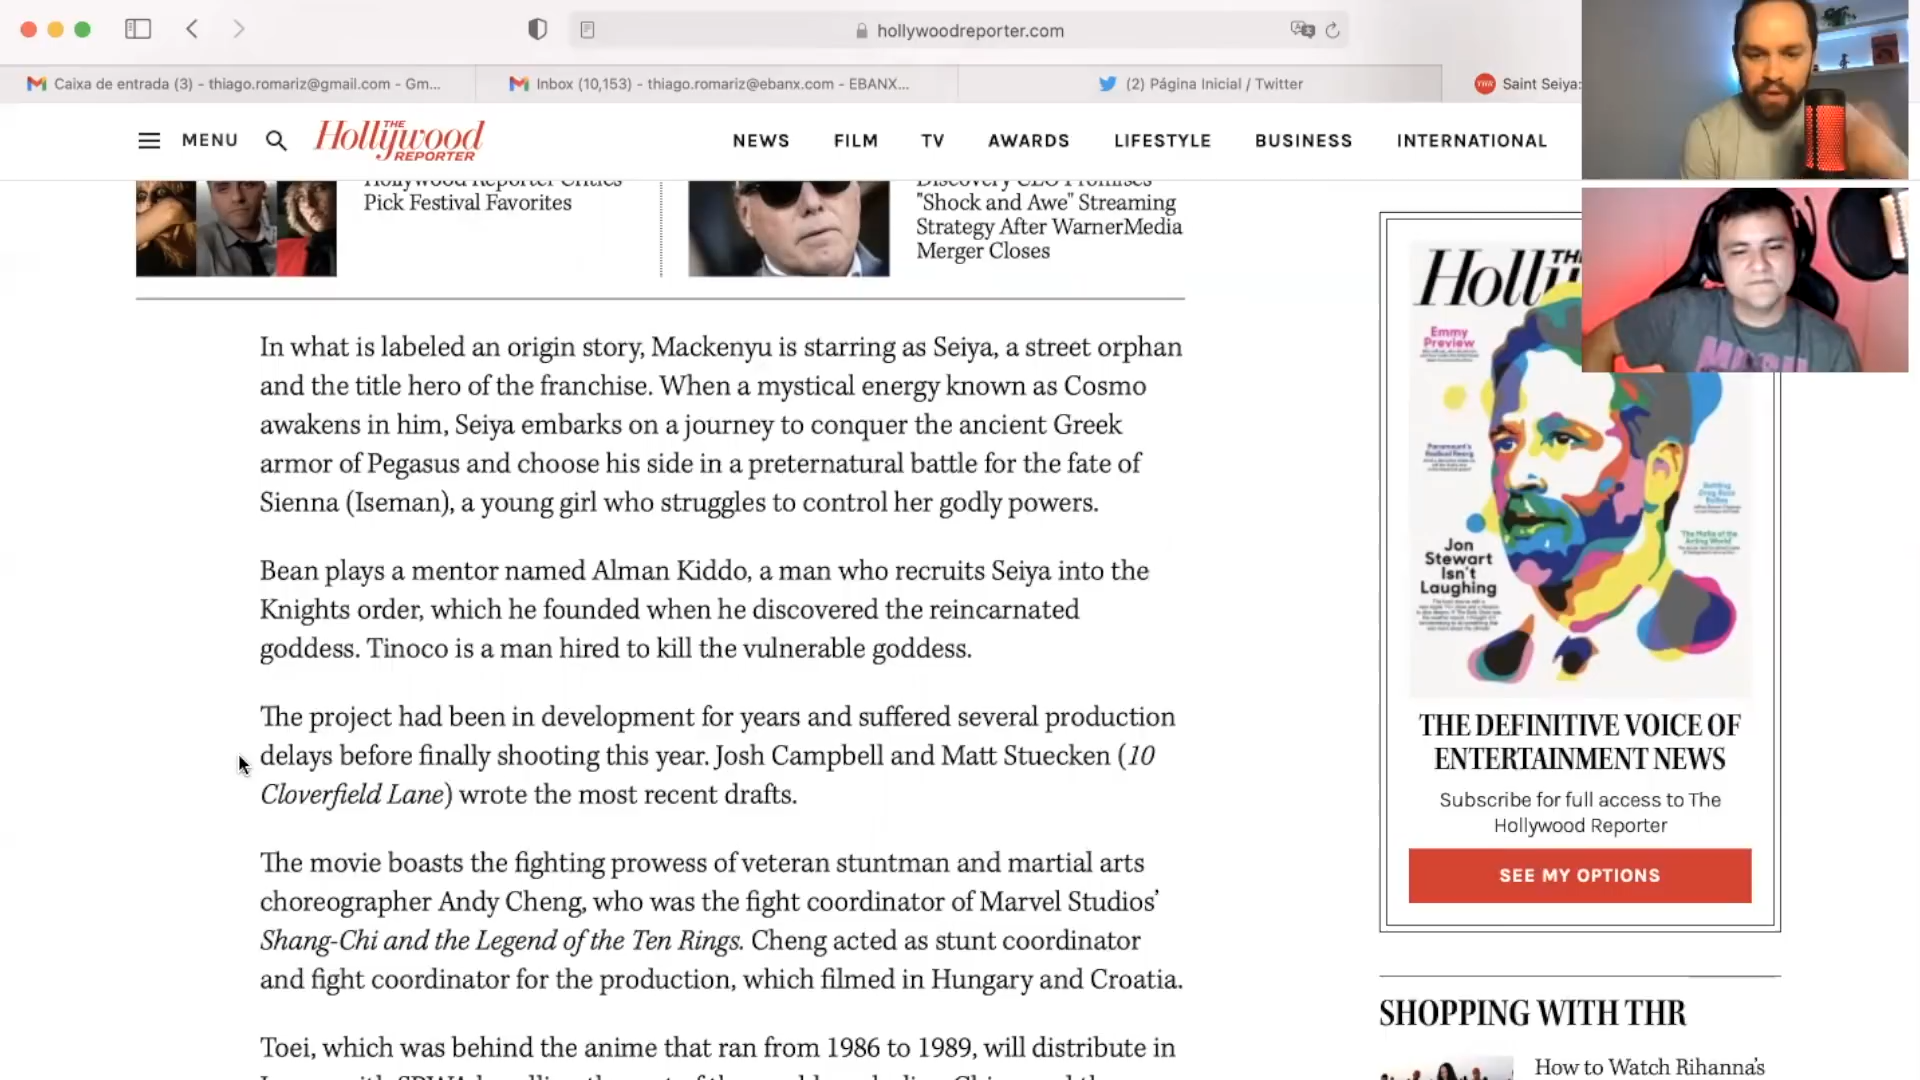 hollywoodreporter.com
Caixa de entrada (3) - thiago.romariz@gmail.com - Gm...
Inbox (10,153) - thiago.romariz@ebanx.com - EBANX...
(2) Página Inicial / Twitter
THR Saint Seiya:
MENU
THE Hollywood REPORTER
NEWS
FILM
TV
AWARDS
LIFESTYLE
BUSINESS
INTERNATIONAL
Hollywood Reporter Critics
Pick Festival Favorites
Discovery CEO Promises
"Shock and Awe" Streaming
Strategy After WarnerMedia
Merger Closes
In what is labeled an origin story, Mackenyu is starring as Seiya, a street orphan
and the title hero of the franchise. When a mystical energy known as Cosmo
awakens in him, Seiya embarks on a journey to conquer the ancient Greek
armor of Pegasus and choose his side in a preternatural battle for the fate of
Sienna (Iseman), a young girl who struggles to control her godly powers.
Bean plays a mentor named Alman Kiddo, a man who recruits Seiya into the
Knights order, which he founded when he discovered the reincarnated
goddess. Tinoco is a man hired to kill the vulnerable goddess.
The project had been in development for years and suffered several production
delays before finally shooting this year. Josh Campbell and Matt Stuecken (10
Cloverfield Lane) wrote the most recent drafts.
The movie boasts the fighting prowess of veteran stuntman and martial arts
choreographer Andy Cheng, who was the fight coordinator of Marvel Studios’
Shang-Chi and the Legend of the Ten Rings. Cheng acted as stunt coordinator
and fight coordinator for the production, which filmed in Hungary and Croatia.
Toei, which was behind the anime that ran from 1986 to 1989, will distribute in
Emmy
Preview
Jon
Stewart
Isn't
Laughing
THE DEFINITIVE VOICE OF
ENTERTAINMENT NEWS
Subscribe for full access to The
Hollywood Reporter
SEE MY OPTIONS
SHOPPING WITH THR
How to Watch Rihanna's